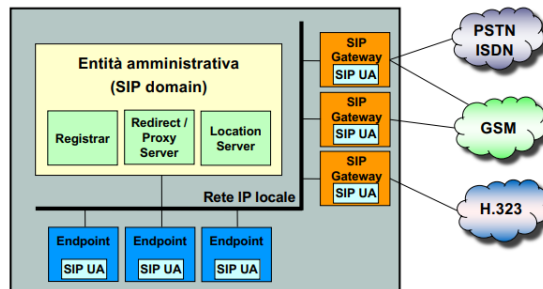 Entità amministrativa
(SIP domain)
Registrar
Redirect /
Proxy
Server
Location
Server
SIP
Gateway
SIP UA
SIP
Gateway
SIP UA
SIP
Gateway
SIP UA
PSTN
ISDN
GSM
H.323
Rete IP locale
Endpoint
SIP UA
Endpoint
SIP UA
Endpoint
SIP UA